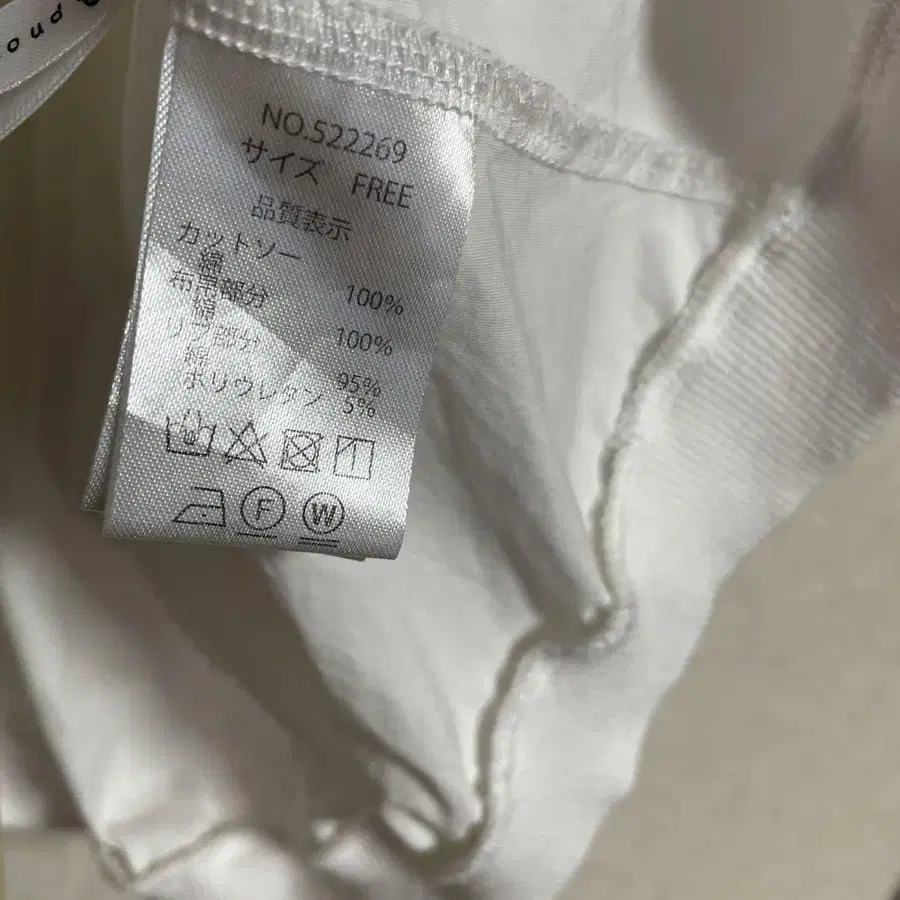 NO.522269
サイズ FREE
品質表示
カットソー
綿 100%
布帛部分
綿 100%
リブ部分
綿 95%
ポリウレタン 5%
F W